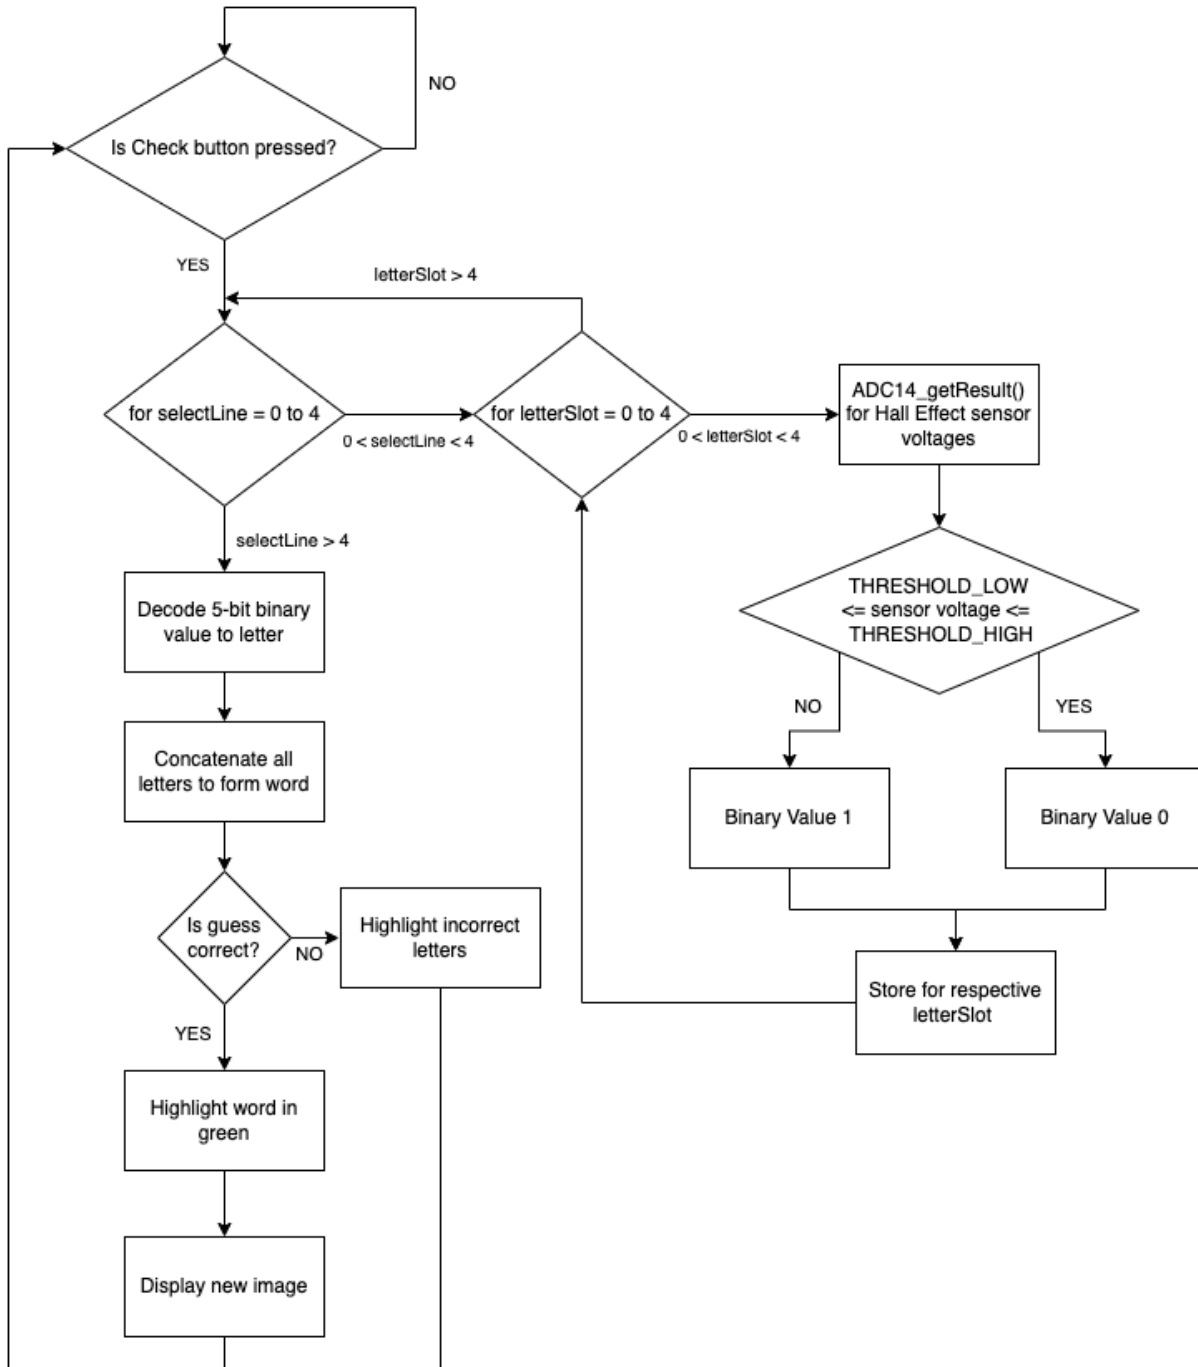 NO
Is Check button pressed?
YES
letterSlot > 4
for selectLine = 0 to 4
0 < selectLine < 4
for letterSlot = 0 to 4
0 < letterSlot < 4
ADC14_getResult()
for Hall Effect sensor
voltages
selectLine > 4
THRESHOLD_LOW
<= sensor voltage <=
THRESHOLD_HIGH
Decode 5-bit binary
value to letter
NO
YES
Concatenate all
letters to form word
Binary Value 1
Binary Value 0
Is guess
correct?
NO
Highlight incorrect
letters
Store for respective
letterSlot
YES
Highlight word in
green
Display new image